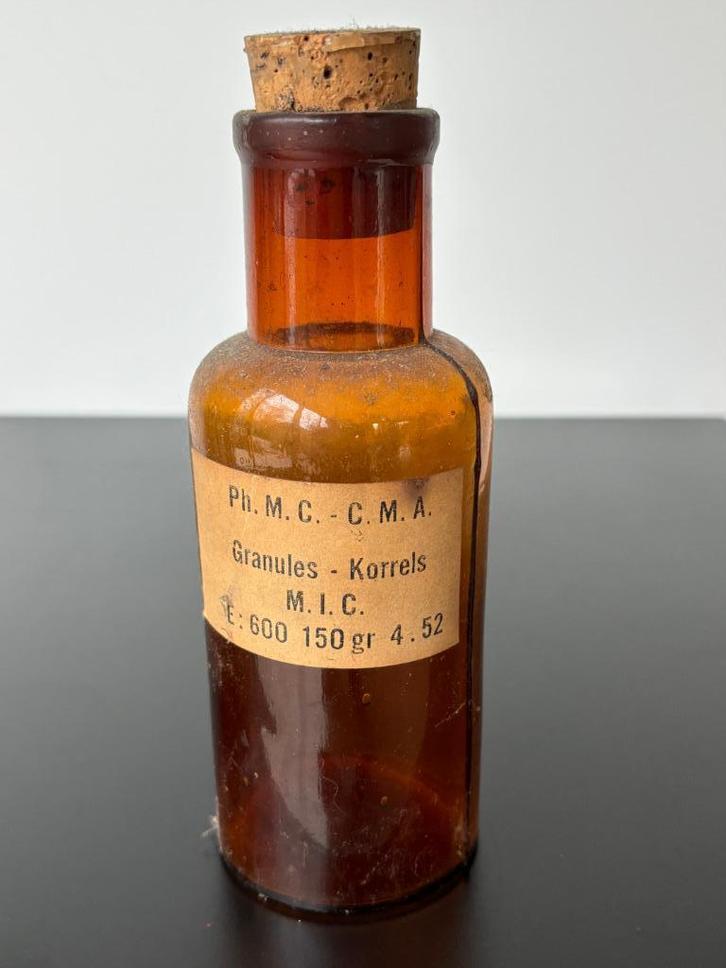 Ph. M. C. - C. M. A.
Granules - Korrels
M. I. C.
E: 600 150 gr 4.52